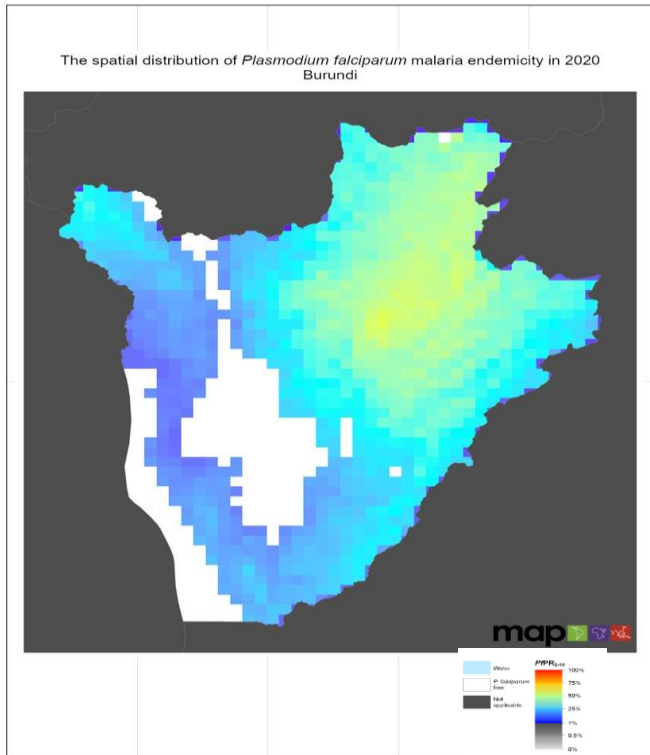 The spatial distribution of Plasmodium falciparum malaria endemicity in 2020
Burundi
map
Water
P. falciparum
free
Not
applicable
PfPR2-10
100%
75%
50%
25%
1%
0.5%
0%